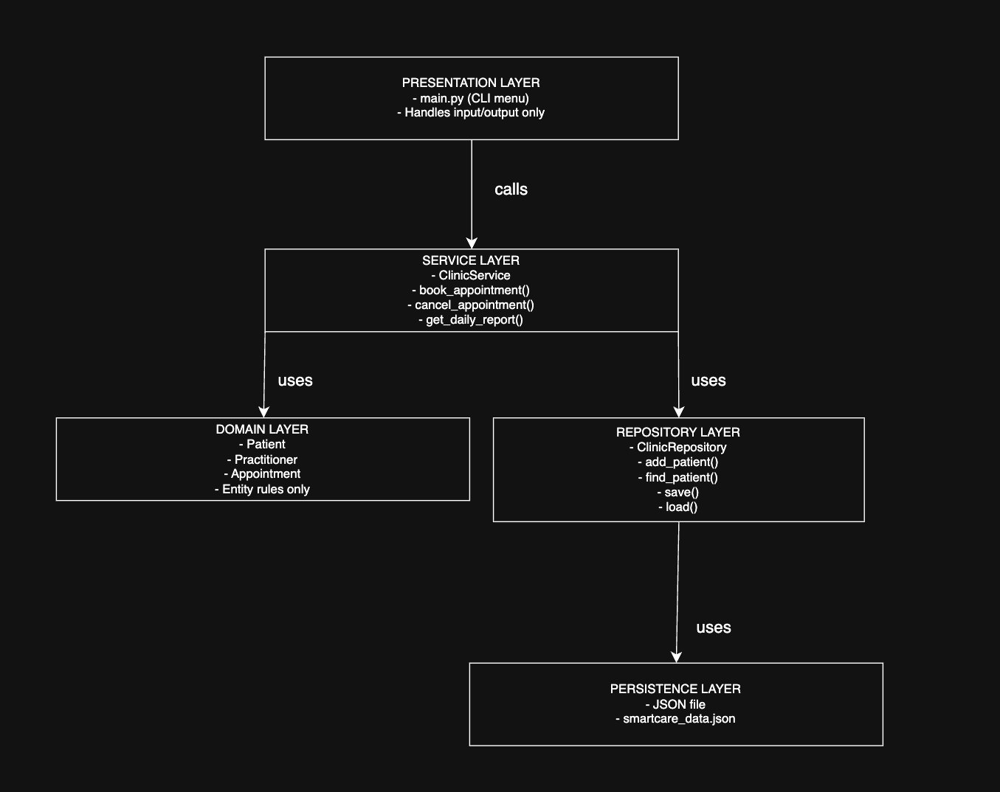 PRESENTATION LAYER
- main.py (CLI menu)
- Handles input/output only
calls
SERVICE LAYER
- ClinicService
- book_appointment()
- cancel_appointment()
- get_daily_report()
uses
uses
DOMAIN LAYER
- Patient
- Practitioner
- Appointment
- Entity rules only
REPOSITORY LAYER
- ClinicRepository
- add_patient()
- find_patient()
- save()
- load()
uses
PERSISTENCE LAYER
- JSON file
- smartcare_data.json